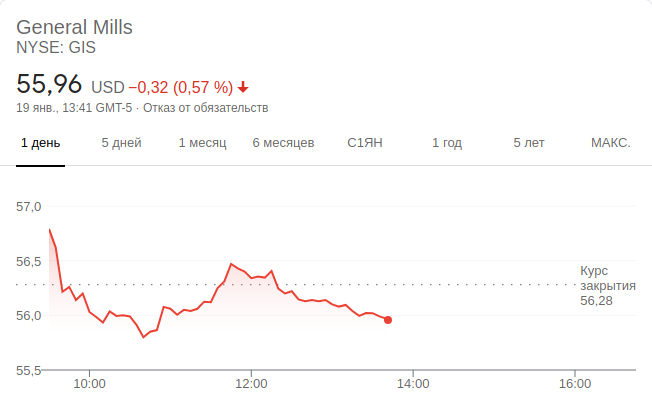 General Mills
NYSE: GIS
55,96 USD −0,32 (0,57 %)
19 янв., 13:41 GMT-5 · Отказ от обязательств
1 день 5 дней 1 месяц 6 месяцев С1ЯН 1 год 5 лет МАКС.
57,0
56,5
Курс
закрытия
56,28
56,0
55,5
10:00 12:00 14:00 16:00